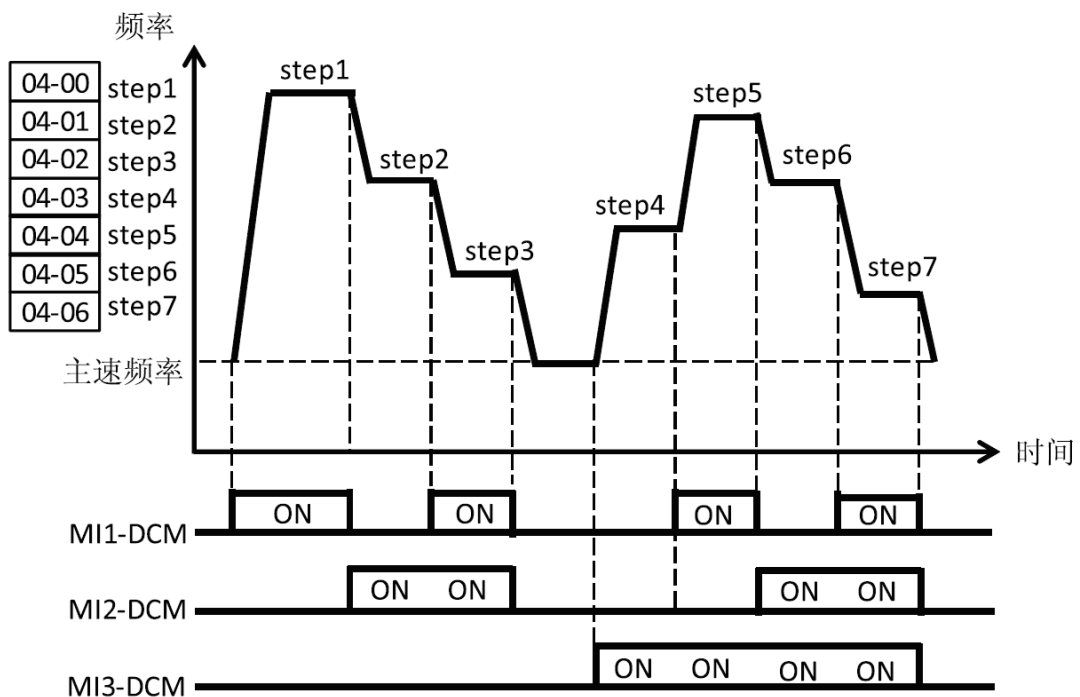 频率
04-00 step1
04-01 step2
04-02 step3
04-03 step4
04-04 step5
04-05 step6
04-06 step7
step1
step2
step3
step4
step5
step6
step7
主速频率
时间
MI1-DCM ON ON ON ON
MI2-DCM ON ON ON ON
MI3-DCM ON ON ON ON